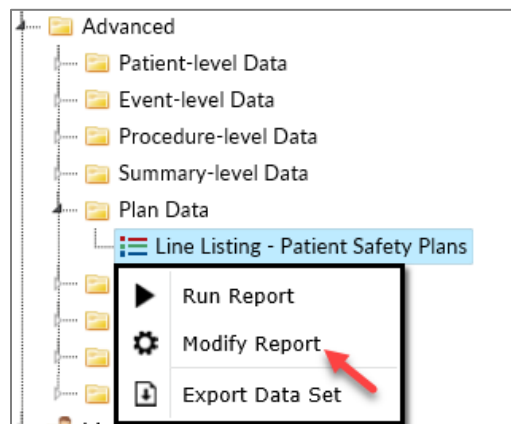 Advanced
Patient-level Data
Event-level Data
Procedure-level Data
Summary-level Data
Plan Data
Line Listing - Patient Safety Plans
Run Report
Modify Report
Export Data Set